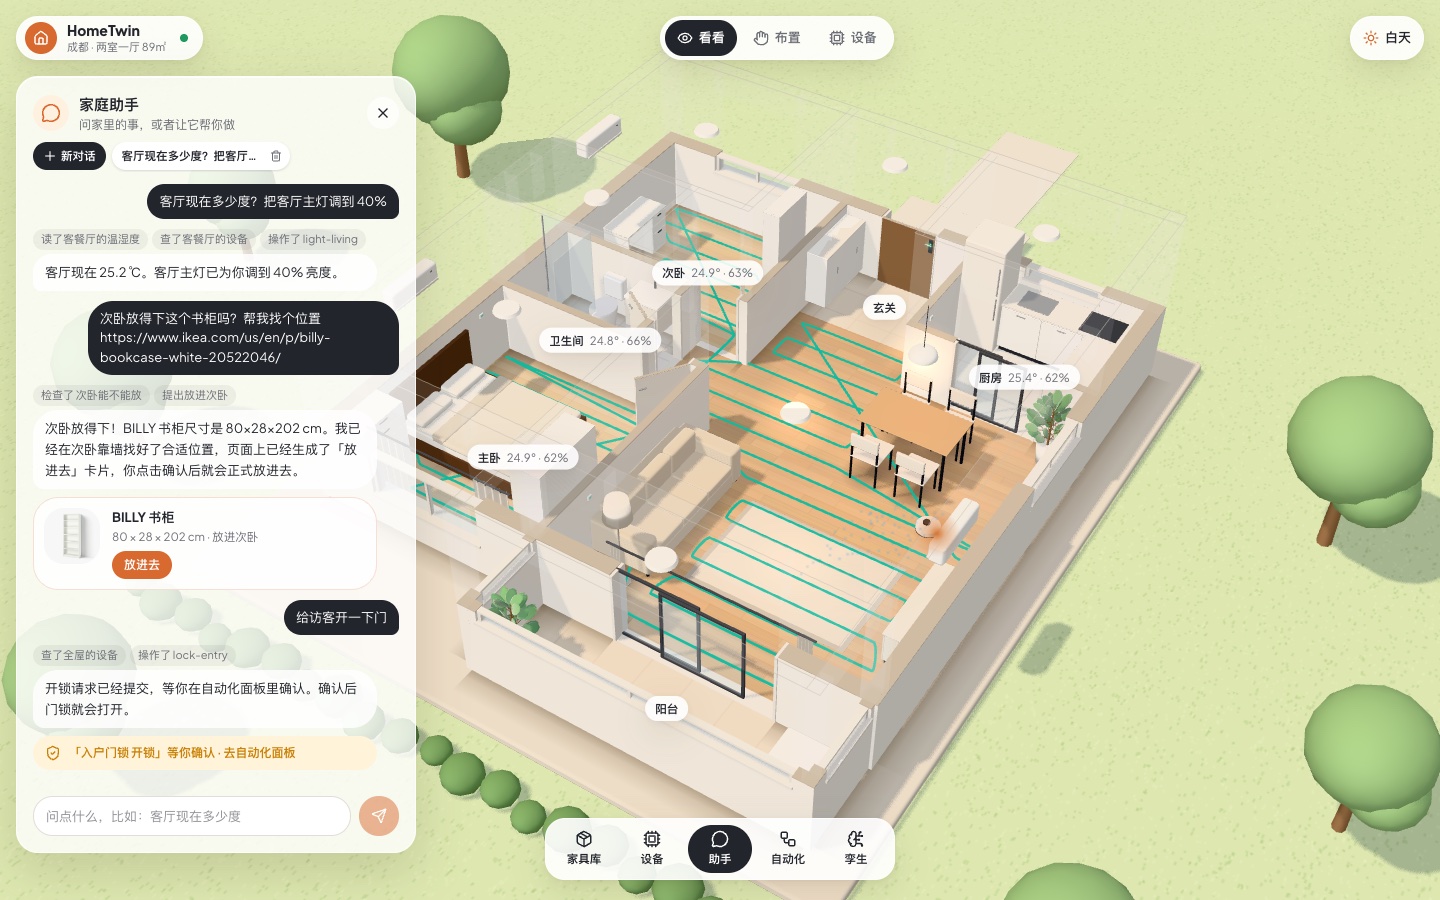 HomeTwin
成都 · 两室一厅 89㎡
看看
布置
设备
白天
家庭助手
问家里的事，或者让它帮你做
新对话
客厅现在多少度？把客厅...
客厅现在多少度？把客厅主灯调到 40%
读了客餐厅的温湿度
查了客餐厅的设备
操作了 light-living
客厅现在 25.2 ℃。客厅主灯已为你调到 40% 亮度。
次卧放得下这个书柜吗？帮我找个位置
https://www.ikea.com/us/en/p/billy-
bookcase-white-20522046/
检查了 次卧能不能放
提出放进次卧
次卧放得下！BILLY 书柜尺寸是 80×28×202 cm。我已
经在次卧靠墙找好了合适位置，页面上已经生成了「放
进去」卡片，你点击确认后就会正式放进去。
BILLY 书柜
80 × 28 × 202 cm · 放进次卧
放进去
给访客开一下门
查了全屋的设备
操作了 lock-entry
开锁请求已经提交，等你在自动化面板里确认。确认后
门锁就会打开。
「入户门锁 开锁」等你确认 · 去自动化面板
问点什么，比如：客厅现在多少度
次卧 24.9° · 63%
玄关
卫生间 24.8° · 66%
厨房 25.4° · 62%
主卧 24.9° · 62%
阳台
家具库
设备
助手
自动化
孪生